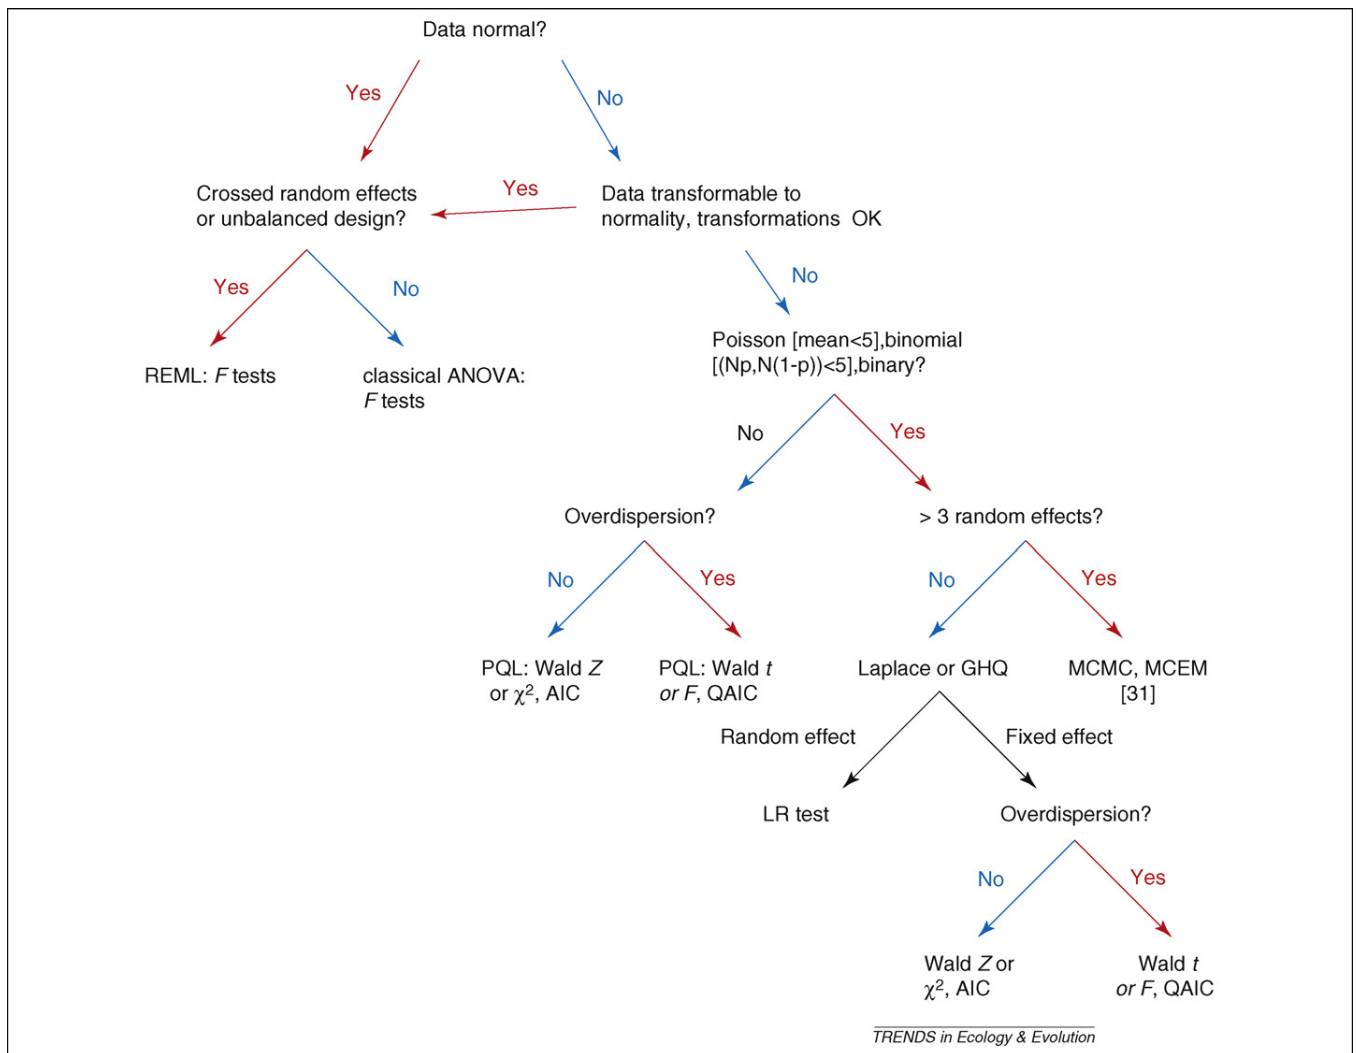 Data normal?
Yes
No
Crossed random effects
or unbalanced design?
Yes
Data transformable to
normality, transformations OK
Yes
No
No
REML: F tests
classical ANOVA:
F tests
Poisson [mean<5],binomial
[(Np,N(1-p))<5],binary?
No
Yes
Overdispersion?
> 3 random effects?
No
Yes
No
Yes
PQL: Wald Z
or χ², AIC
PQL: Wald t
or F, QAIC
Laplace or GHQ
MCMC, MCEM
[31]
Random effect
Fixed effect
LR test
Overdispersion?
No
Yes
Wald Z or
χ², AIC
Wald t
or F, QAIC
TRENDS in Ecology & Evolution